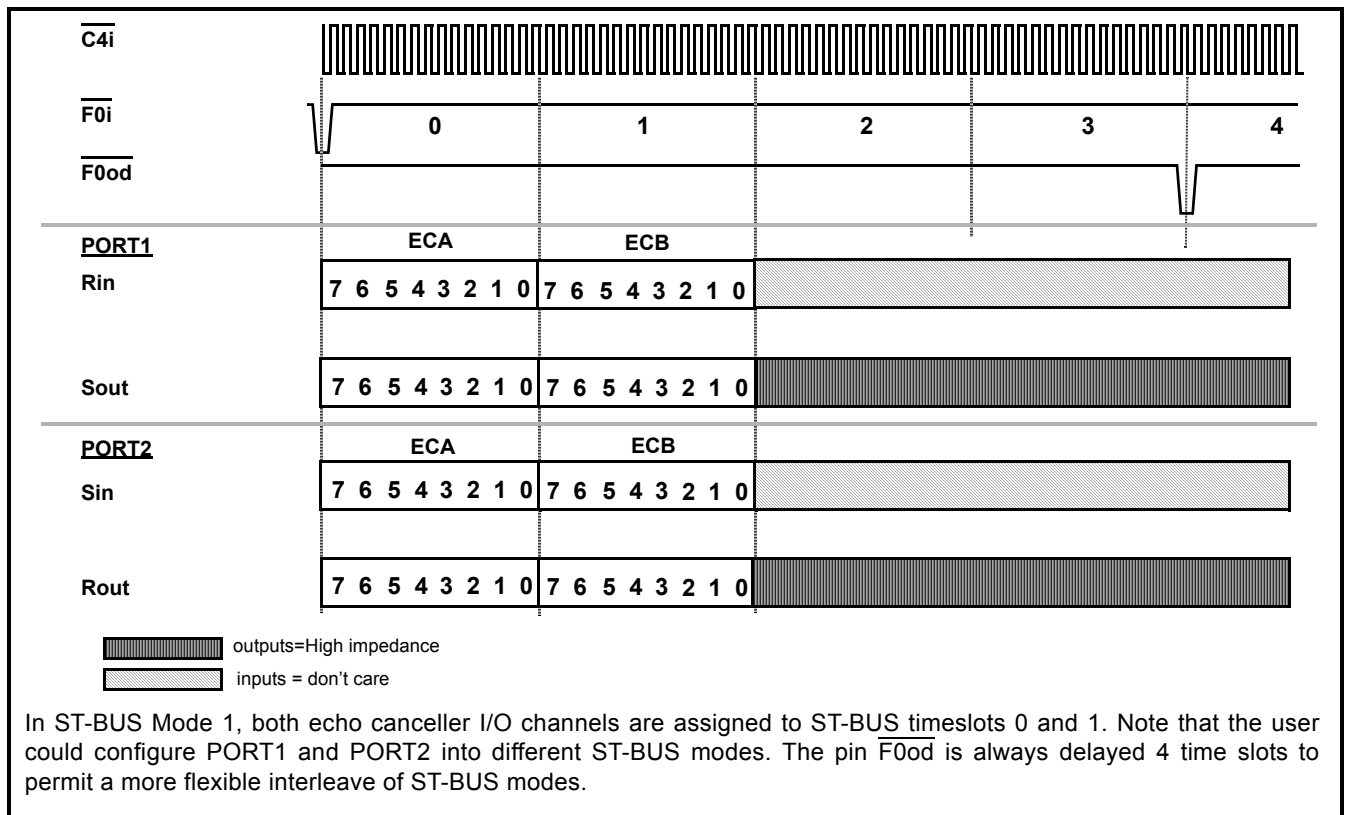 C4i
F0i
0 1 2 3 4
F0od
PORT1 ECA ECB
Rin 7 6 5 4 3 2 1 0 7 6 5 4 3 2 1 0
Sout 7 6 5 4 3 2 1 0 7 6 5 4 3 2 1 0
PORT2 ECA ECB
Sin 7 6 5 4 3 2 1 0 7 6 5 4 3 2 1 0
Rout 7 6 5 4 3 2 1 0 7 6 5 4 3 2 1 0
outputs=High impedance
inputs = don't care
In ST-BUS Mode 1, both echo canceller I/O channels are assigned to ST-BUS timeslots 0 and 1. Note that the user
could configure PORT1 and PORT2 into different ST-BUS modes. The pin F0od is always delayed 4 time slots to
permit a more flexible interleave of ST-BUS modes.